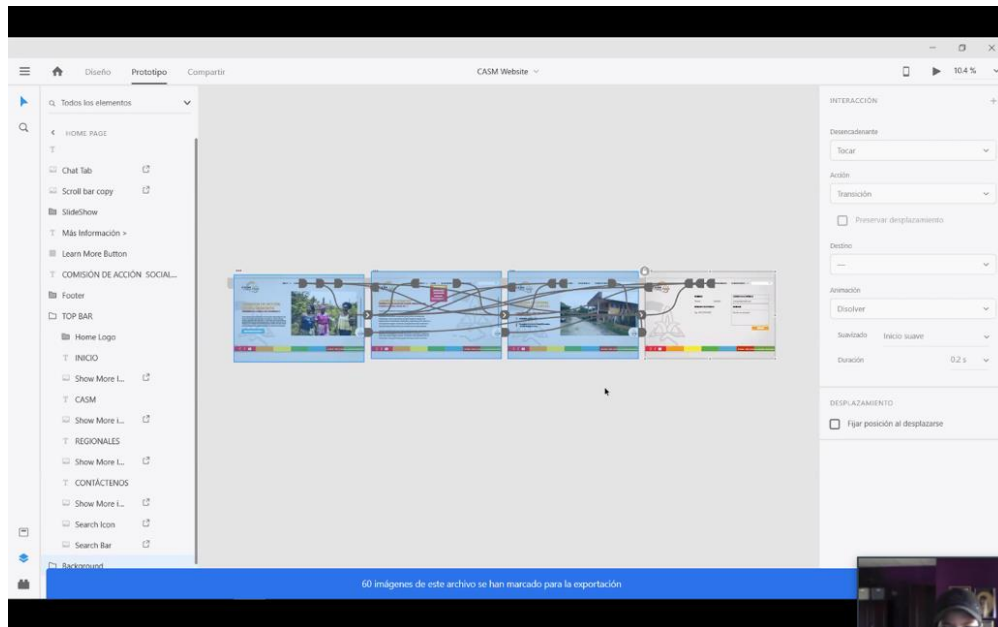 Diseño
Prototipo
Compartir
CASM Website
10.4 %
Todos los elementos
HOME PAGE
Chat Tab
Scroll bar copy
SlideShow
Más Información >
Learn More Button
COMISIÓN DE ACCIÓN SOCIAL...
Footer
TOP BAR
Home Logo
INICIO
Show More I...
CASM
Show More i...
REGIONALES
Show More I...
CONTÁCTENOS
Show More i...
Search Icon
Search Bar
Background
INTERACCIÓN
Desencadenante
Tocar
Acción
Transición
Preservar desplazamiento
Destino
—
Animación
Disolver
Suavizado Inicio suave
Duración 0.2 s
DESPLAZAMIENTO
Fijar posición al desplazarse
60 imágenes de este archivo se han marcado para la exportación